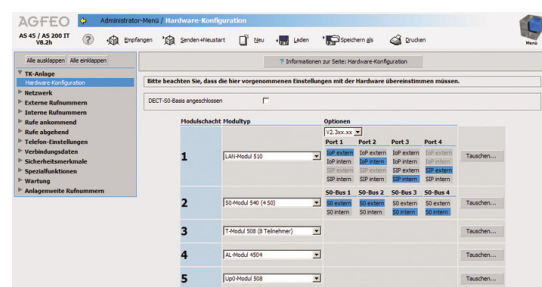 AGFEO
Administrator-Menü / Hardware-Konfiguration
AS 45 / AS 200 IT
V8.2h
Empfangen
Senden+Neustart
Neu
Laden
Speichern als
Drucken
Menü
Alle ausklappen
Alle einklappen
? Informationen zur Seite: Hardware-Konfiguration
TK-Anlage
Hardware-Konfiguration
Netzwerk
Externe Rufnummern
Interne Rufnummern
Rufe ankommend
Rufe abgehend
Telefon-Einstellungen
Verbindungsdaten
Sicherheitsmerkmale
Spezialfunktionen
Wartung
Anlagenweite Rufnummern
Bitte beachten Sie, dass die hier vorgenommenen Einstellungen mit der Hardware übereinstimmen müssen.
DECT-S0-Basis angeschlossen
Modulschacht Modultyp Optionen
V2.3xx.xx
Port 1 Port 2 Port 3 Port 4
1 LAN-Modul 510 Tauschen...
IoP extern IoP extern IoP extern IoP extern
IoP intern IoP intern IoP intern IoP intern
SIP extern SIP extern SIP extern SIP extern
SIP intern SIP intern SIP intern SIP intern
S0-Bus 1 S0-Bus 2 S0-Bus 3 S0-Bus 4
2 S0-Modul 540 (4 S0) Tauschen...
S0 extern S0 extern S0 extern S0 extern
S0 intern S0 intern S0 intern S0 intern
3 T-Modul 508 (8 Teilnehmer) Tauschen...
4 AL-Modul 4504 Tauschen...
5 Up0-Modul 508 Tauschen...